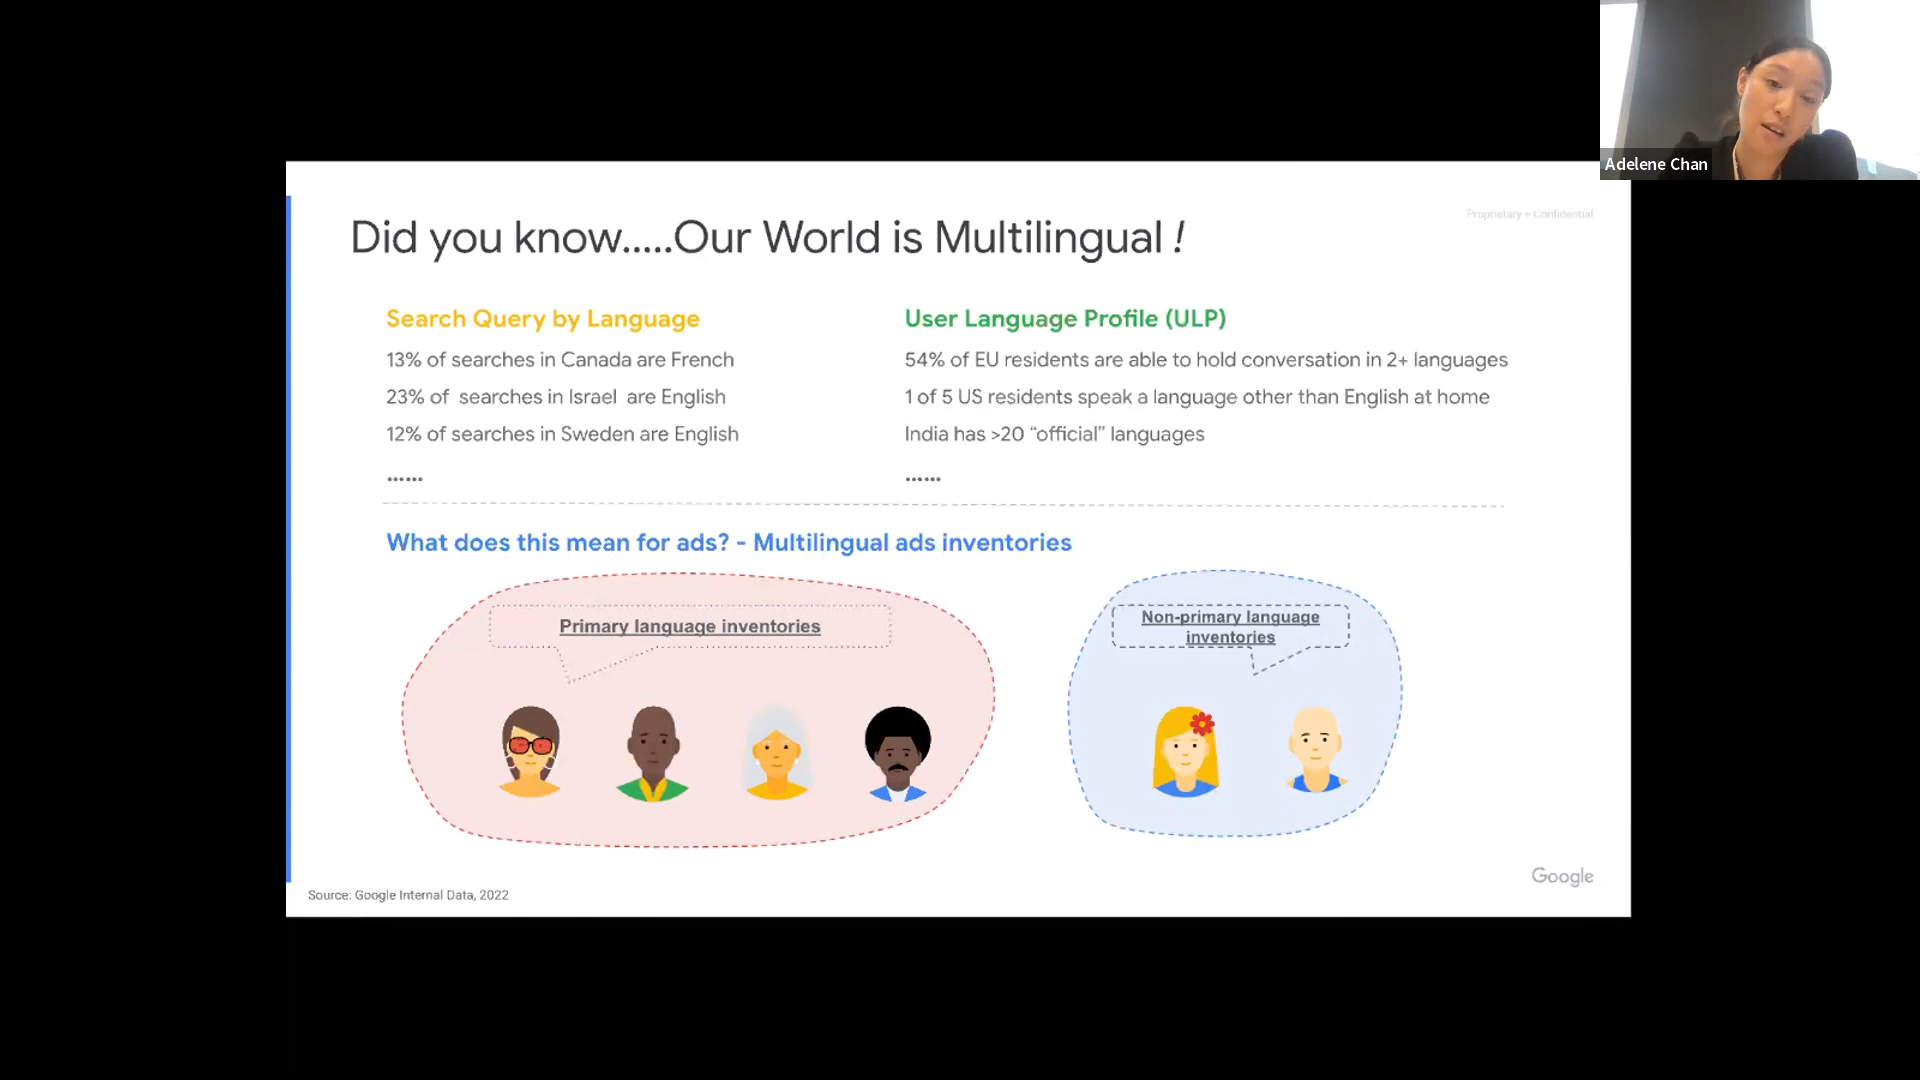 Adelene Chan
Proprietary + Confidential
Did you know.....Our World is Multilingual !
Search Query by Language
13% of searches in Canada are French
23% of searches in Israel are English
12% of searches in Sweden are English
......
User Language Profile (ULP)
54% of EU residents are able to hold conversation in 2+ languages
1 of 5 US residents speak a language other than English at home
India has >20 “official” languages
......
What does this mean for ads? - Multilingual ads inventories
Primary language inventories
Non-primary language
inventories
Source: Google Internal Data, 2022
Google